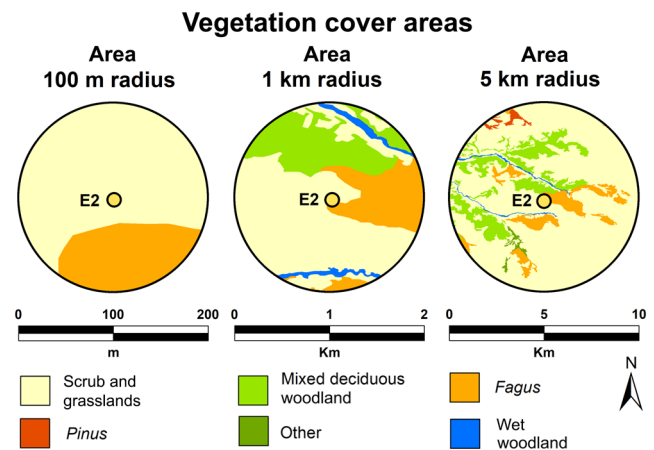 Vegetation cover areas
Area
100 m radius
Area
1 km radius
Area
5 km radius
E2
E2
E2
0 100 200
m
0 1 2
Km
0 5 10
Km
Scrub and
grasslands
Pinus
Mixed deciduous
woodland
Other
Fagus
Wet
woodland
N